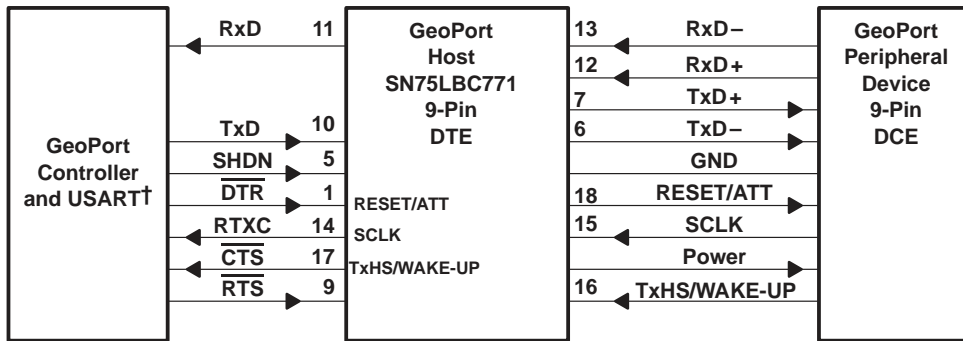 GeoPort
Controller
and USART†
RxD 11
TxD 10
SHDN 5
DTR 1
RTXC 14
CTS 17
RTS 9
GeoPort
Host
SN75LBC771
9-Pin
DTE
RESET/ATT
SCLK
TxHS/WAKE-UP
13 RxD–
12 RxD+
7 TxD+
6 TxD–
GND
18 RESET/ATT
15 SCLK
Power
16 TxHS/WAKE-UP
GeoPort
Peripheral
Device
9-Pin
DCE